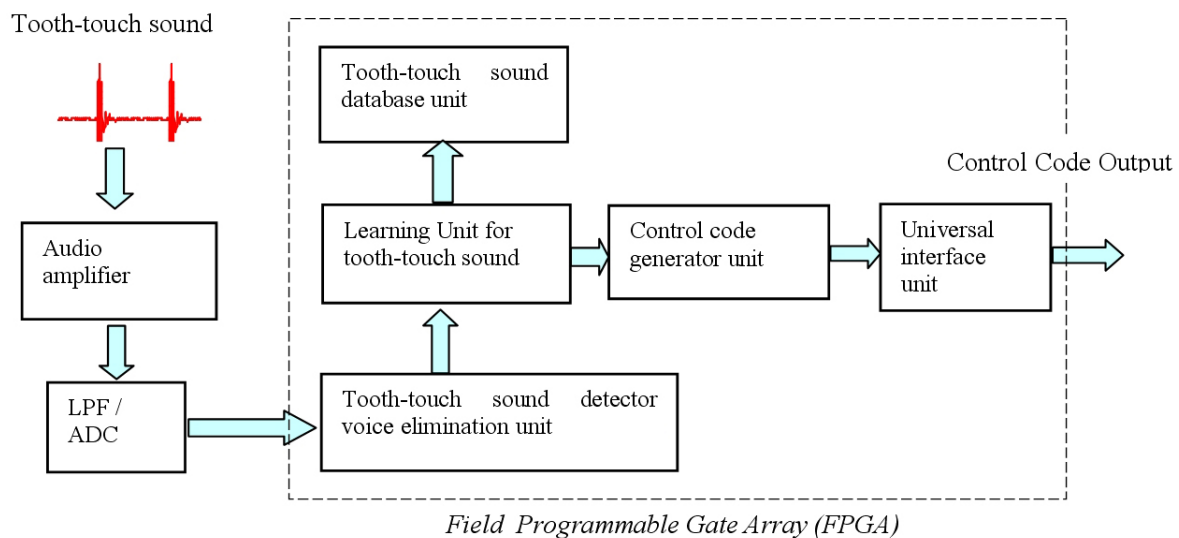 Tooth-touch sound
Audio
amplifier
LPF /
ADC
Tooth-touch sound
database unit
Learning Unit for
tooth-touch sound
Tooth-touch sound detector
voice elimination unit
Control code
generator unit
Universal
interface
unit
Control Code Output
Field Programmable Gate Array (FPGA)